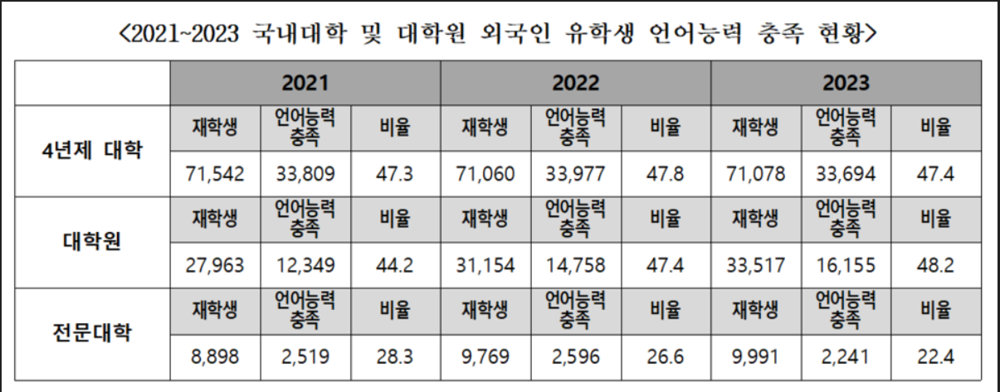 <2021~2023 국내대학 및 대학원 외국인 유학생 언어능력 충족 현황>
2021 2022 2023
4년제 대학 재학생 언어능력 충족 비율 재학생 언어능력 충족 비율 재학생 언어능력 충족 비율
71,542 33,809 47.3 71,060 33,977 47.8 71,078 33,694 47.4
대학원 재학생 언어능력 충족 비율 재학생 언어능력 충족 비율 재학생 언어능력 충족 비율
27,963 12,349 44.2 31,154 14,758 47.4 33,517 16,155 48.2
전문대학 재학생 언어능력 충족 비율 재학생 언어능력 충족 비율 재학생 언어능력 충족 비율
8,898 2,519 28.3 9,769 2,596 26.6 9,991 2,241 22.4